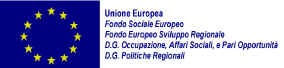 Unione Europea
Fondo Sociale Europeo
Fondo Europeo Sviluppo Regionale
D.G. Occupazione, Affari Sociali, e Pari Opportunità
D.G. Politiche Regionali